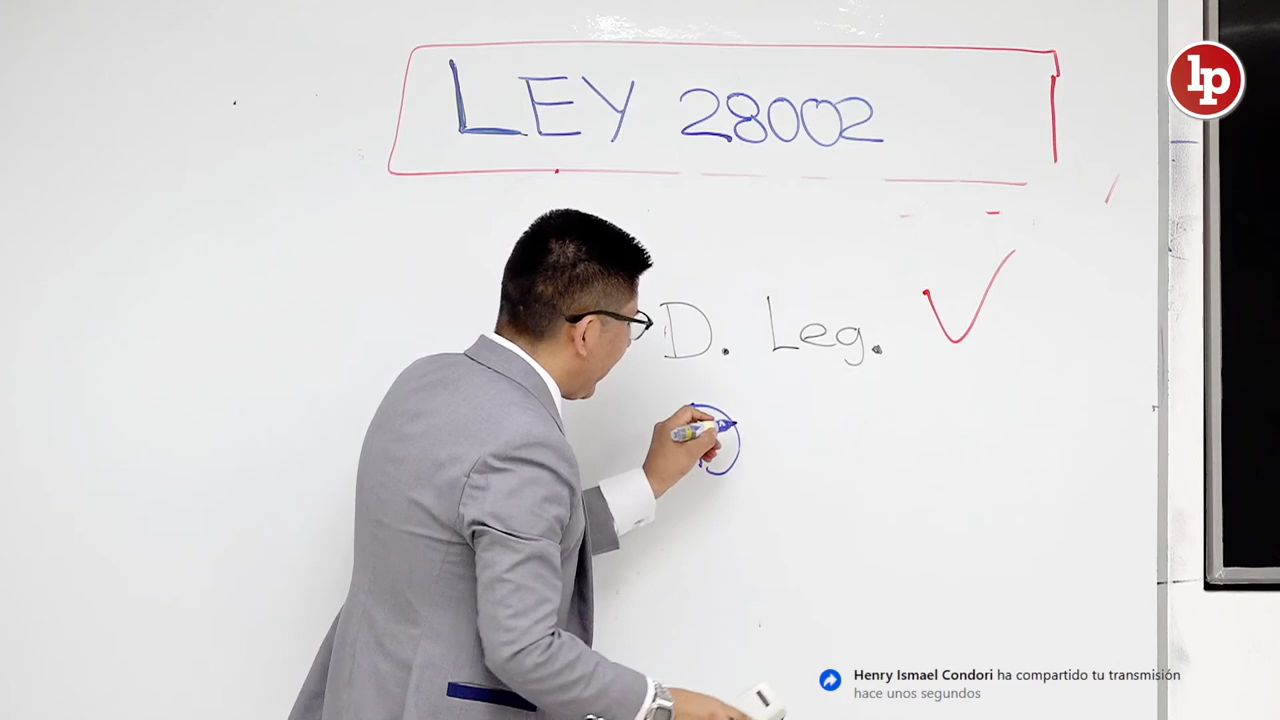 LEY 28002
lp
D. Leg.
Henry Ismael Condori ha compartido tu transmisión
hace unos segundos